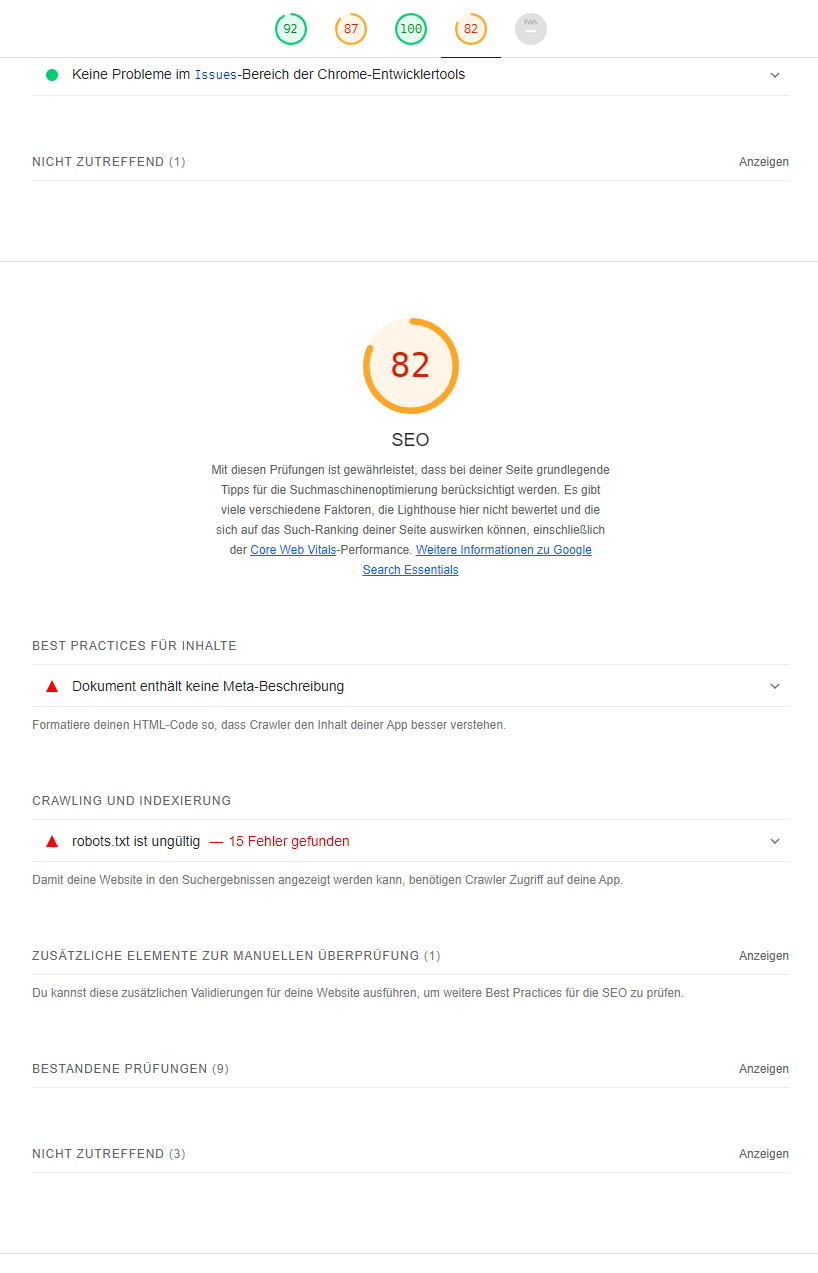 92 87 100 82 PWA
Keine Probleme im Issues-Bereich der Chrome-Entwicklertools
NICHT ZUTREFFEND (1) Anzeigen
82
SEO
Mit diesen Prüfungen ist gewährleistet, dass bei deiner Seite grundlegende
Tipps für die Suchmaschinenoptimierung berücksichtigt werden. Es gibt
viele verschiedene Faktoren, die Lighthouse hier nicht bewertet und die
sich auf das Such-Ranking deiner Seite auswirken können, einschließlich
der Core Web Vitals-Performance. Weitere Informationen zu Google
Search Essentials
BEST PRACTICES FÜR INHALTE
Dokument enthält keine Meta-Beschreibung
Formatiere deinen HTML-Code so, dass Crawler den Inhalt deiner App besser verstehen.
CRAWLING UND INDEXIERUNG
robots.txt ist ungültig — 15 Fehler gefunden
Damit deine Website in den Suchergebnissen angezeigt werden kann, benötigen Crawler Zugriff auf deine App.
ZUSÄTZLICHE ELEMENTE ZUR MANUELLEN ÜBERPRÜFUNG (1) Anzeigen
Du kannst diese zusätzlichen Validierungen für deine Website ausführen, um weitere Best Practices für die SEO zu prüfen.
BESTANDENE PRÜFUNGEN (9) Anzeigen
NICHT ZUTREFFEND (3) Anzeigen